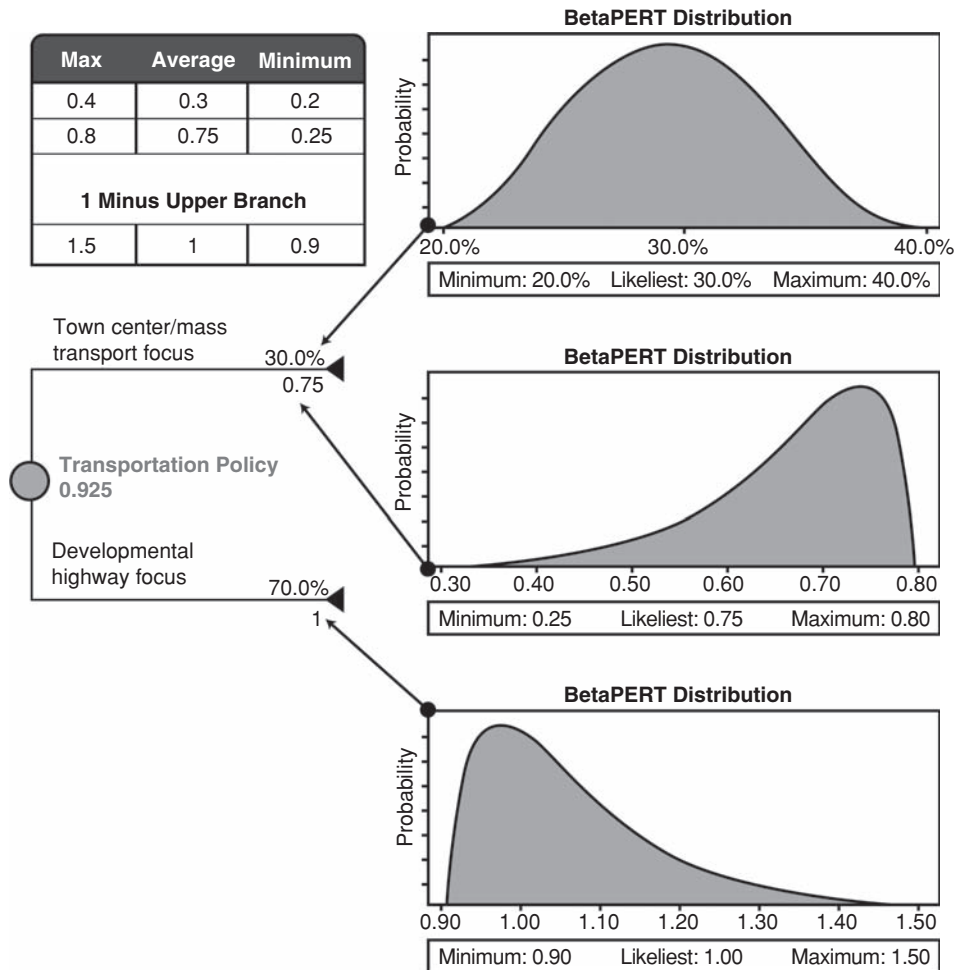 Max Average Minimum
0.4 0.3 0.2
0.8 0.75 0.25
1 Minus Upper Branch
1.5 1 0.9
BetaPERT Distribution
Probability
20.0% 30.0% 40.0%
Minimum: 20.0% Likeliest: 30.0% Maximum: 40.0%
Town center/mass
transport focus
30.0%
0.75
Transportation Policy
0.925
Developmental
highway focus
70.0%
1
BetaPERT Distribution
Probability
0.30 0.40 0.50 0.60 0.70 0.80
Minimum: 0.25 Likeliest: 0.75 Maximum: 0.80
BetaPERT Distribution
Probability
0.90 1.00 1.10 1.20 1.30 1.40 1.50
Minimum: 0.90 Likeliest: 1.00 Maximum: 1.50